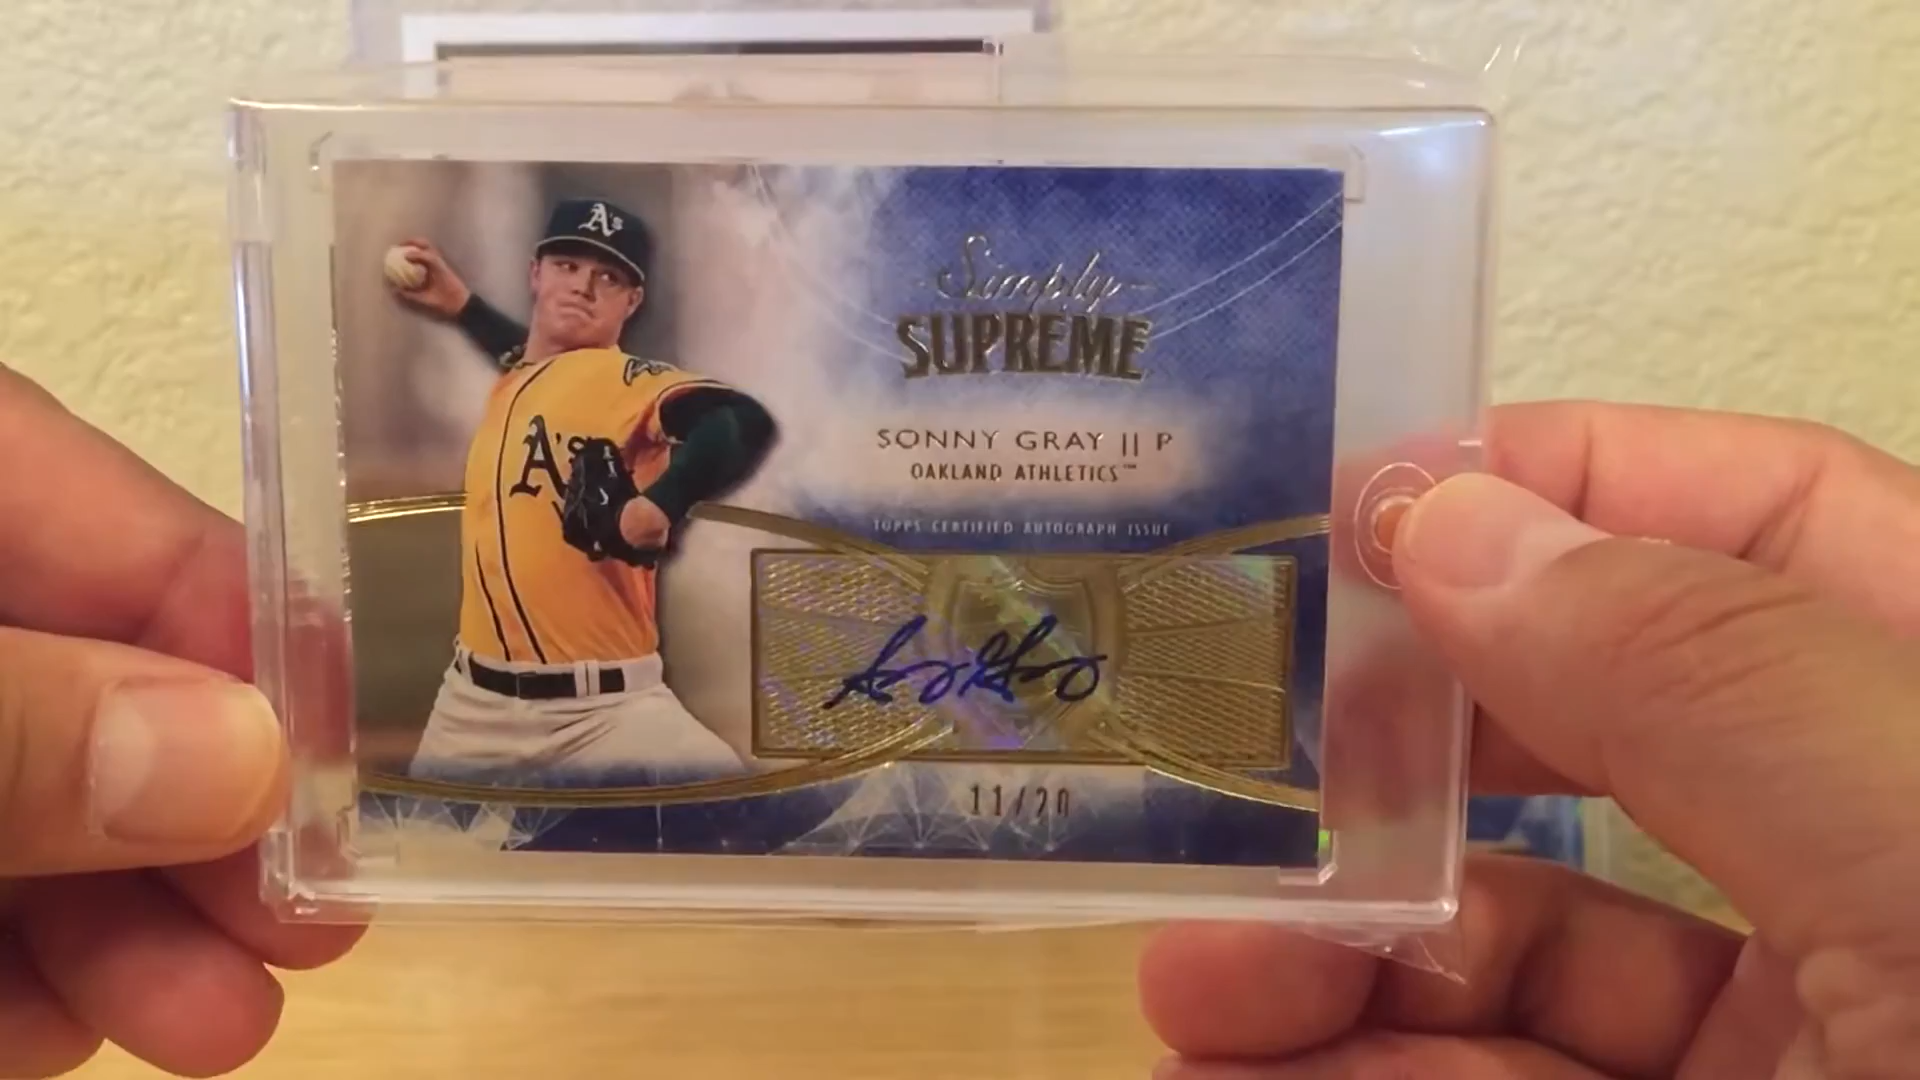 A's
A's
Simply
SUPREME
SONNY GRAY || P
OAKLAND ATHLETICS™
TOPPS CERTIFIED AUTOGRAPH ISSUE
11/20